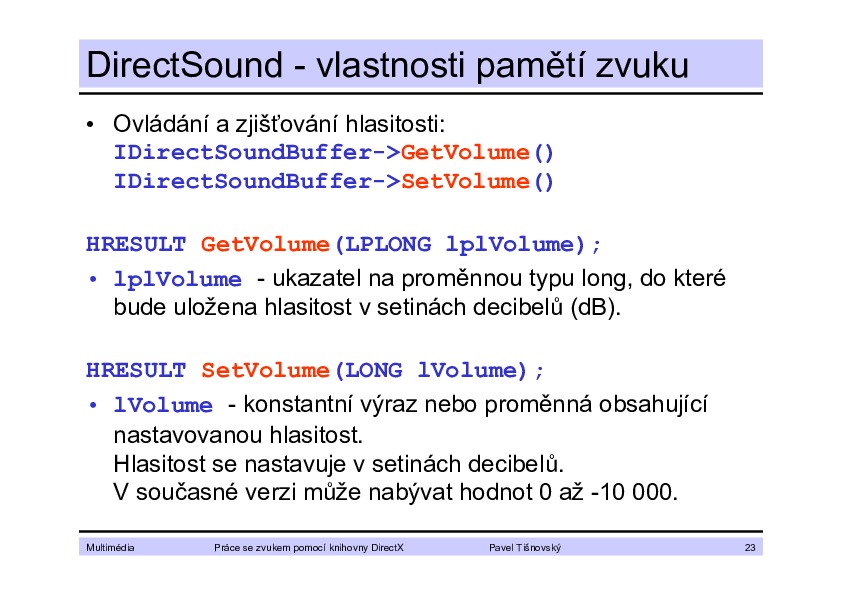 DirectSound - vlastnosti pamětí zvuku
• Ovládání a zjišťování hlasitosti:
IDirectSoundBuffer->GetVolume()
IDirectSoundBuffer->SetVolume()
HRESULT GetVolume(LPLONG lplVolume);
• lplVolume - ukazatel na proměnnou typu long, do které
bude uložena hlasitost v setinách decibelů (dB).
HRESULT SetVolume(LONG lVolume);
• lVolume - konstantní výraz nebo proměnná obsahující
nastavovanou hlasitost.
Hlasitost se nastavuje v setinách decibelů.
V současné verzi může nabývat hodnot 0 až -10 000.
Multimédia Práce se zvukem pomocí knihovny DirectX Pavel Tišnovský 23